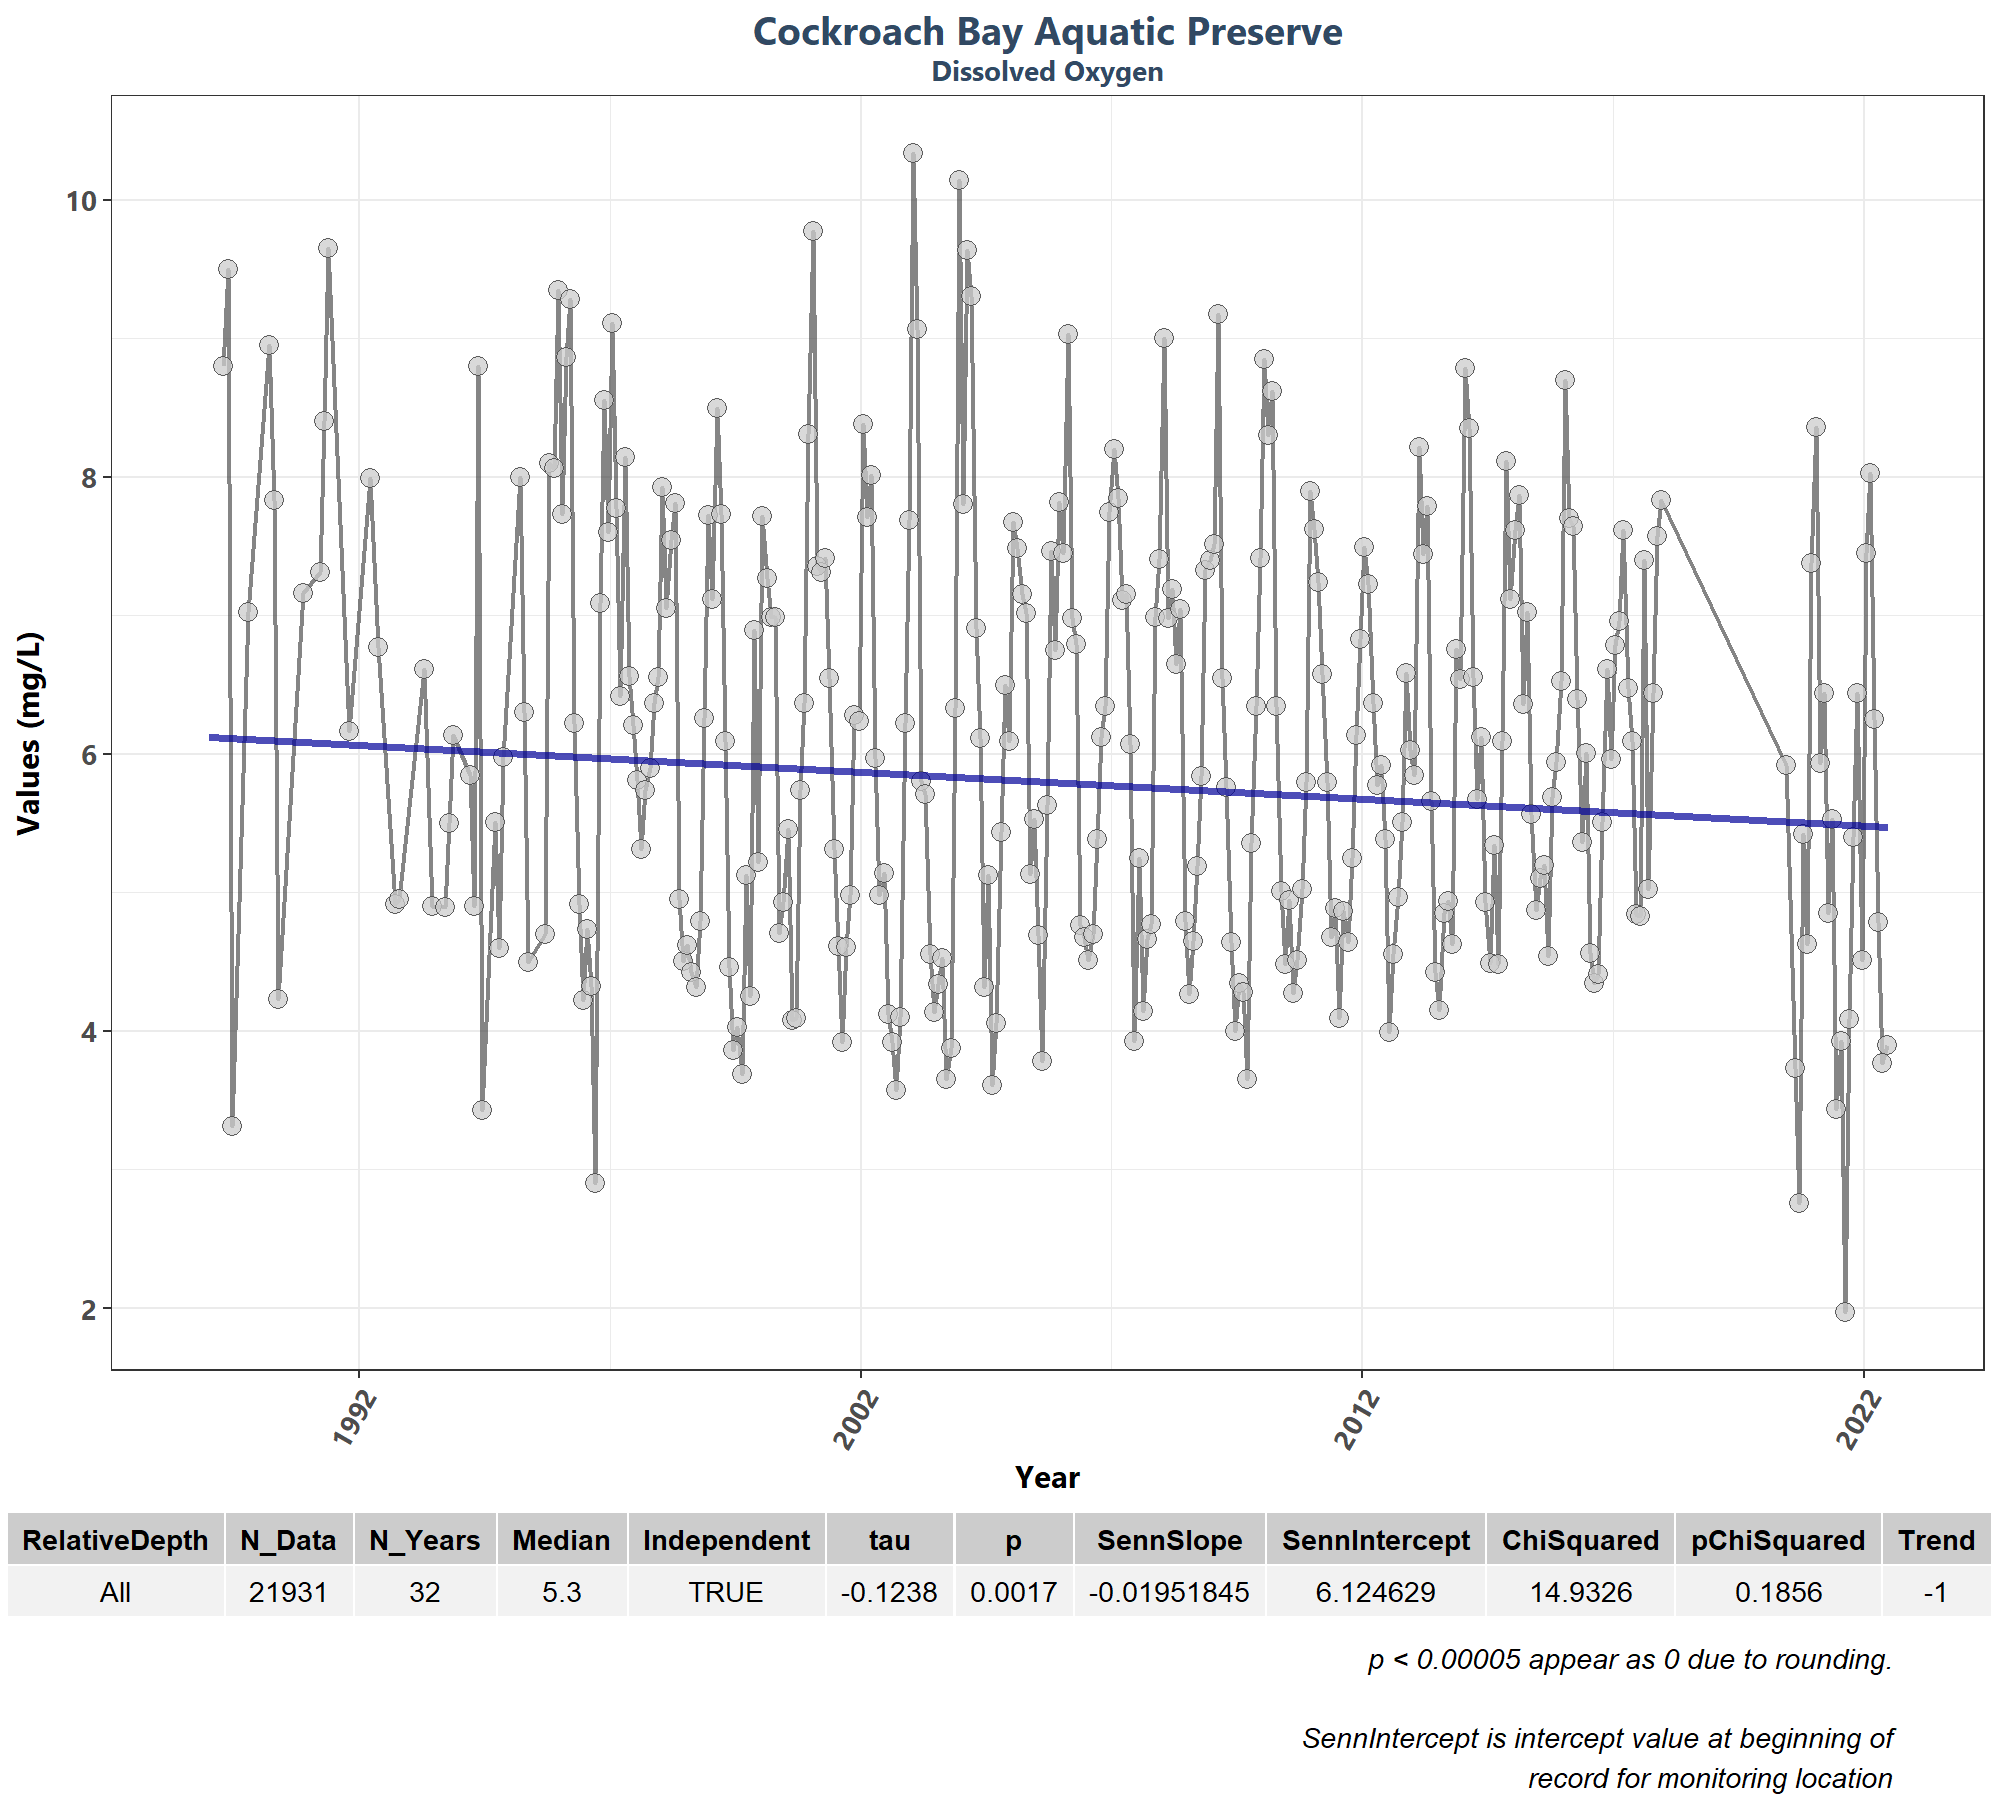 Cockroach Bay Aquatic Preserve
Dissolved Oxygen
Values (mg/L)
10
8
6
4
2
1992
2002
2012
2022
Year
RelativeDepth N_Data N_Years Median Independent tau p SennSlope SennIntercept ChiSquared pChiSquared Trend
All 21931 32 5.3 TRUE -0.1238 0.0017 -0.01951845 6.124629 14.9326 0.1856 -1
p < 0.00005 appear as 0 due to rounding.
SennIntercept is intercept value at beginning of
record for monitoring location